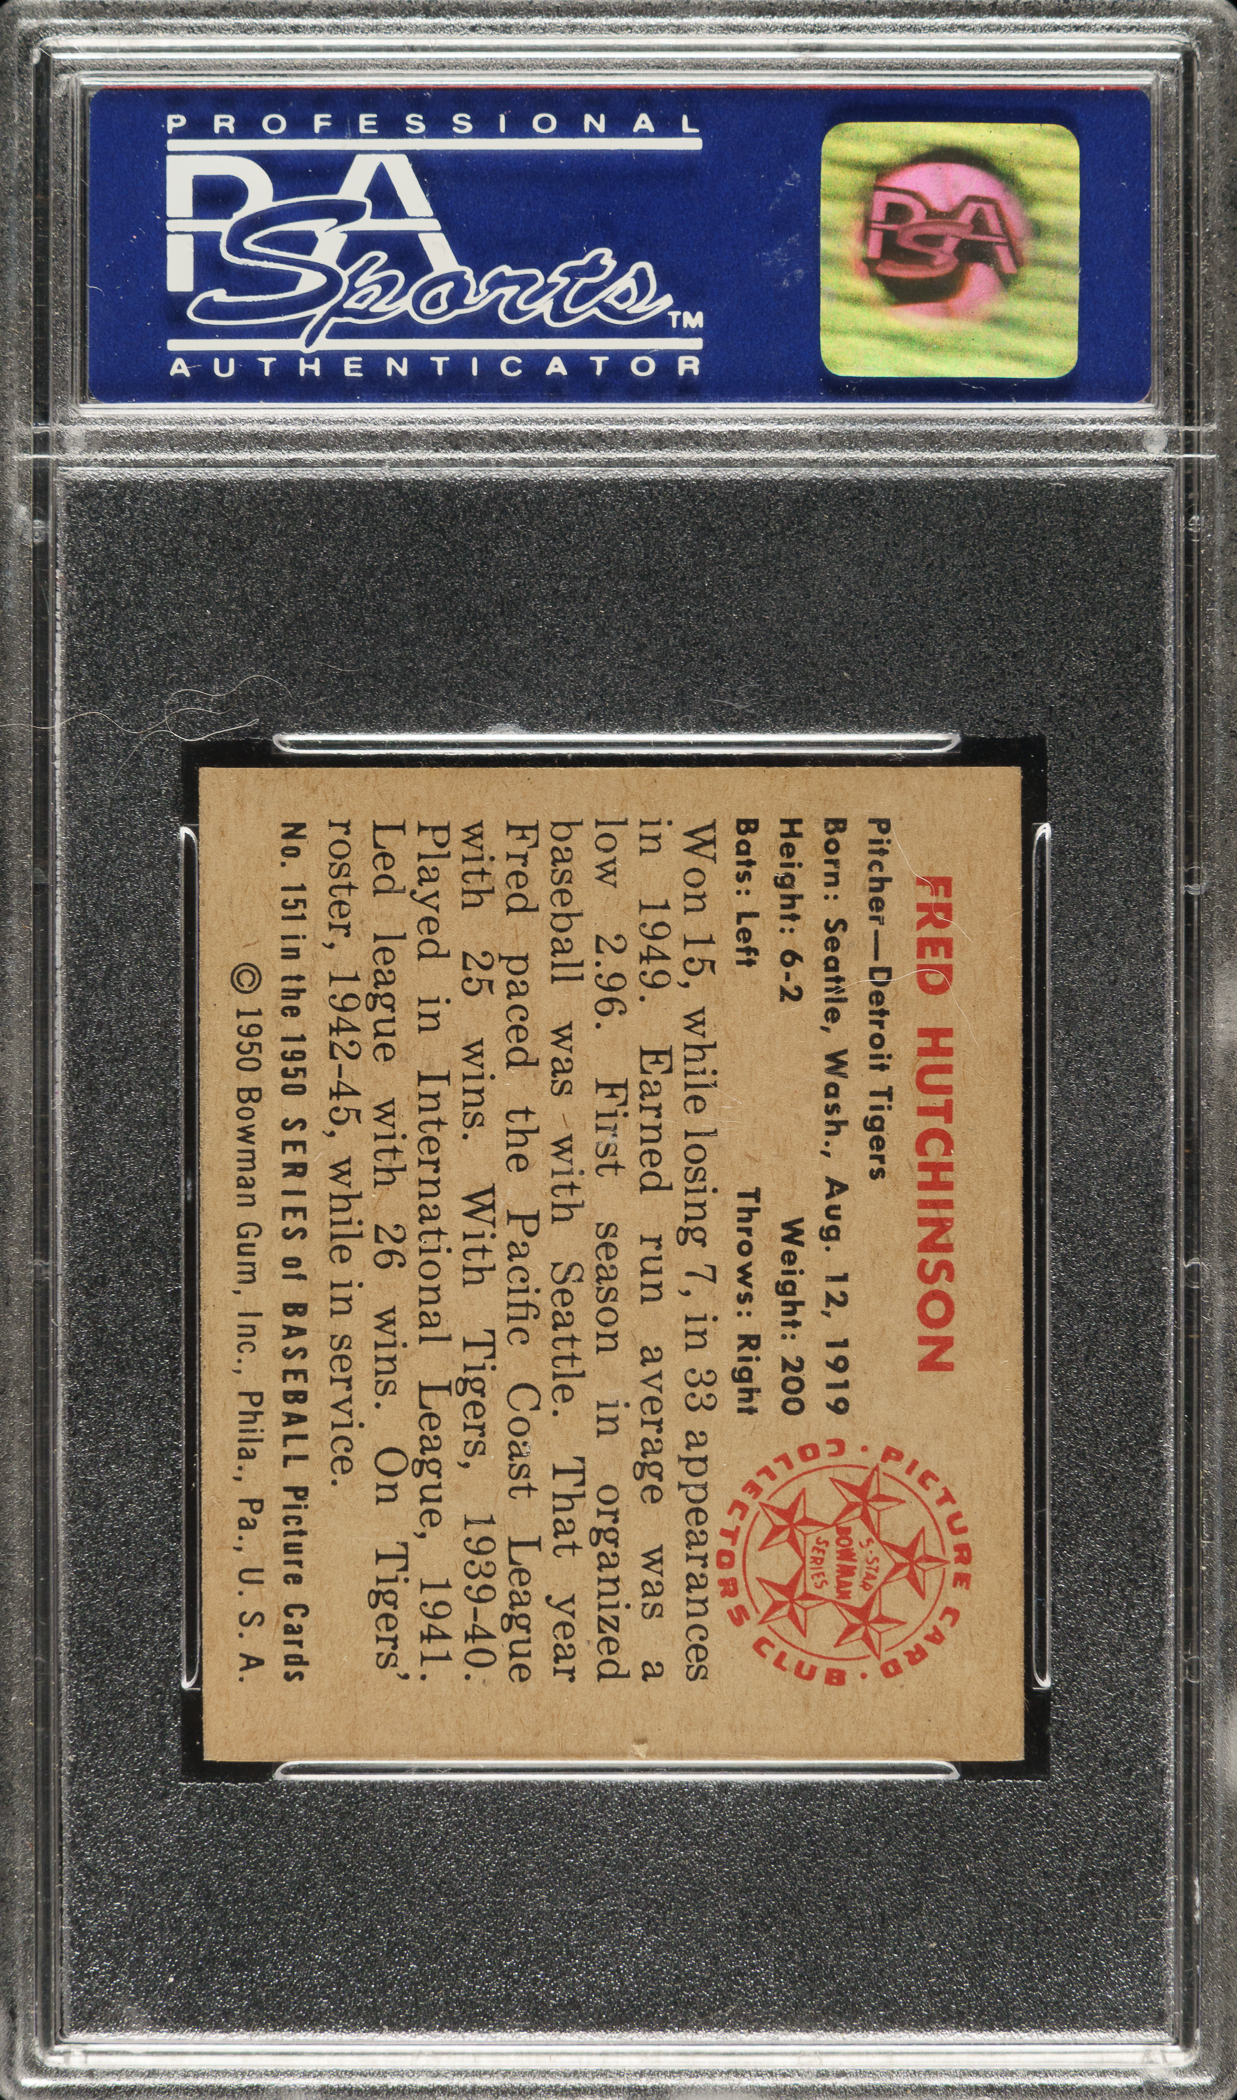 PROFESSIONAL
PSA
Sports™
AUTHENTICATOR
PSA
FRED HUTCHINSON
Pitcher—Detroit Tigers
Born: Seattle, Wash., Aug. 12, 1919
Height: 6-2 Weight: 200
Bats: Left Throws: Right
PICTURE CARD · COLLECTORS CLUB ·
5-STAR
BOWMAN
SERIES
Won 15, while losing 7, in 33 appearances
in 1949. Earned run average was a
low 2.96. First season in organized
baseball was with Seattle. That year
Fred paced the Pacific Coast League
with 25 wins. With Tigers, 1939-40.
Played in International League, 1941.
Led league with 26 wins. On Tigers'
roster, 1942-45, while in service.
No. 151 in the 1950 SERIES of BASEBALL Picture Cards
© 1950 Bowman Gum, Inc., Phila., Pa., U. S. A.